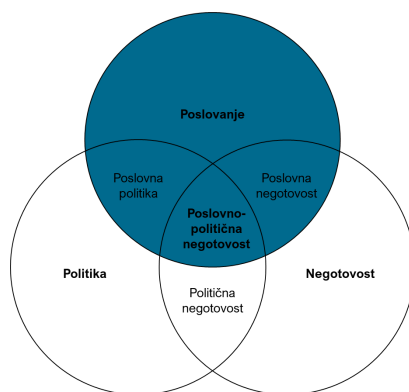 Poslovanje
Poslovna
politika
Poslovna
negotovost
Poslovno-
politična
negotovost
Politika
Negotovost
Politična
negotovost